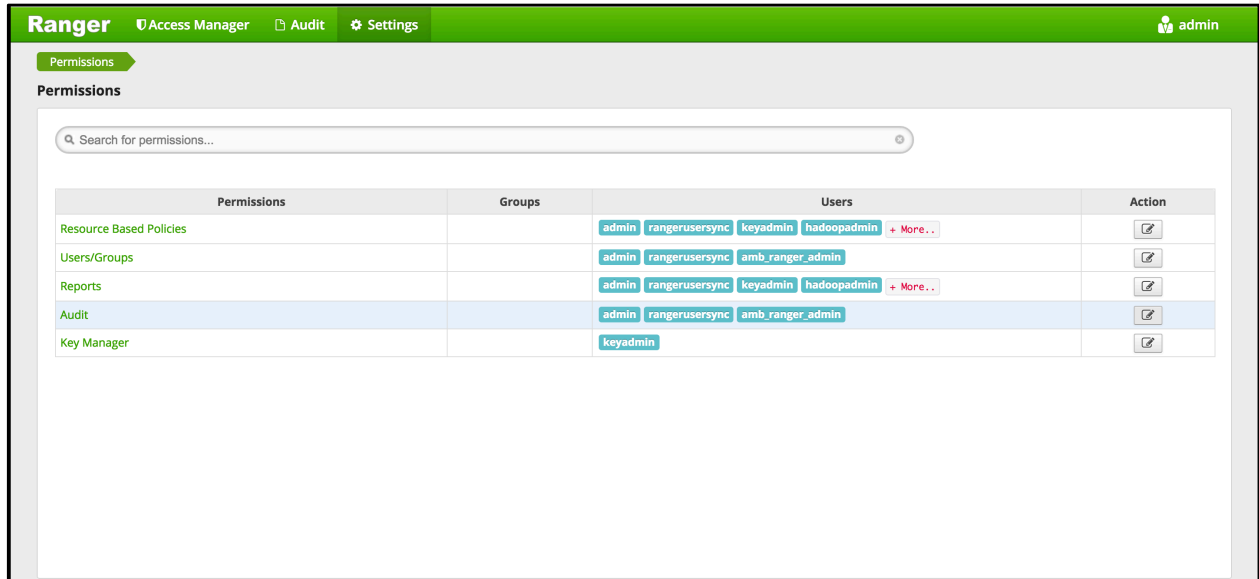 Ranger Access Manager Audit Settings admin
Permissions
Permissions
Search for permissions...
Permissions Groups Users Action
Resource Based Policies admin rangerusersync keyadmin hadoopadmin + More..
Users/Groups admin rangerusersync amb_ranger_admin
Reports admin rangerusersync keyadmin hadoopadmin + More..
Audit admin rangerusersync amb_ranger_admin
Key Manager keyadmin